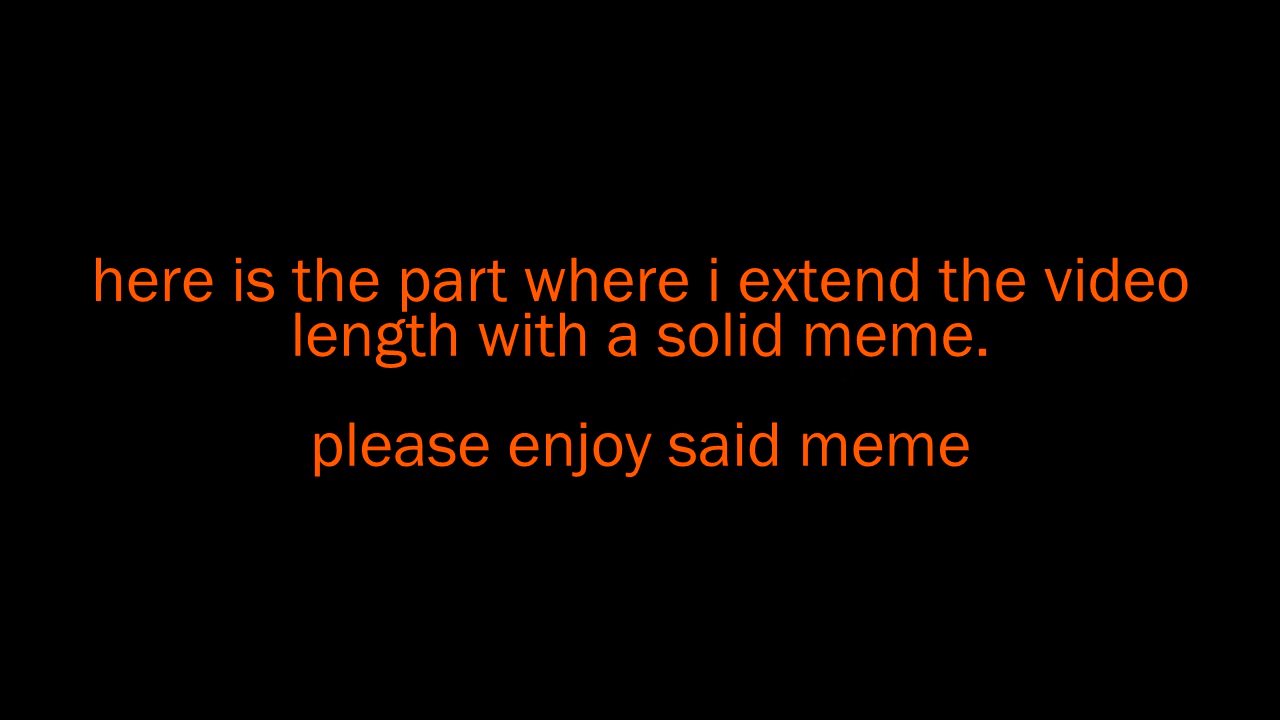 here is the part where i extend the video
length with a solid meme.
please enjoy said meme